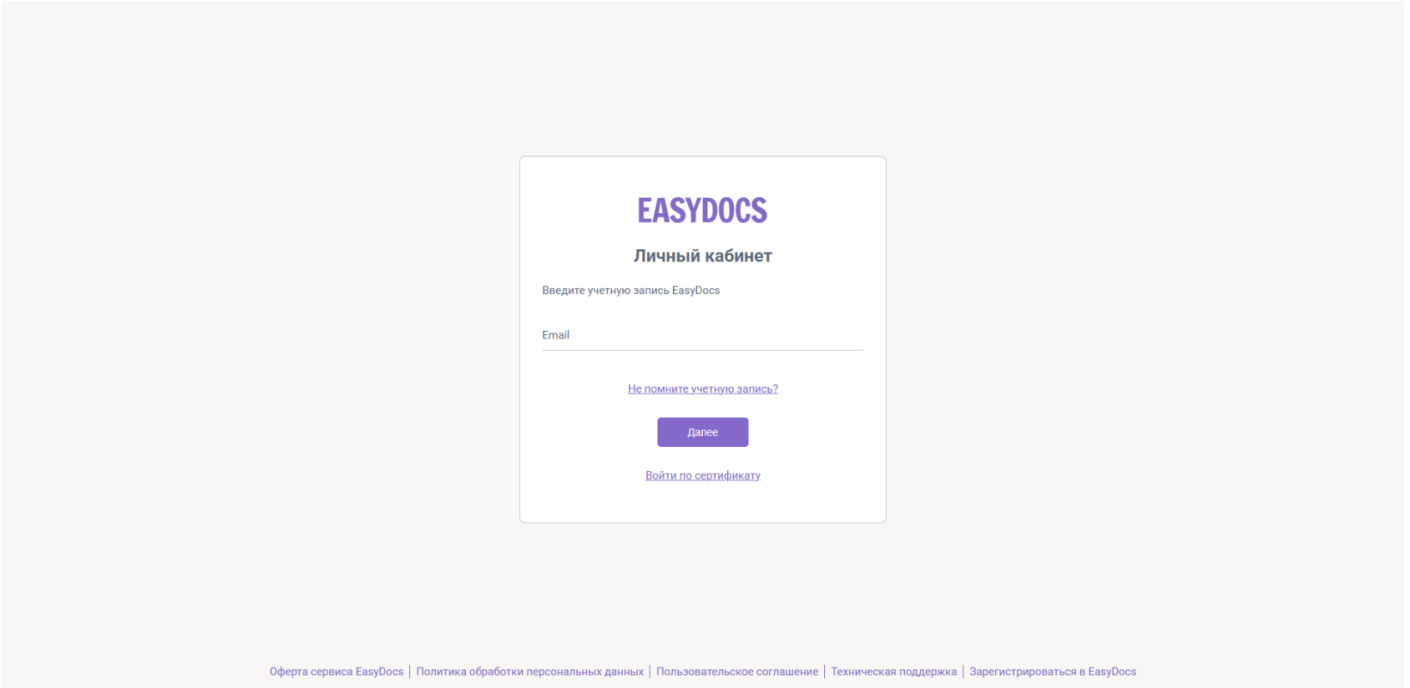 EASYDOCS
Личный кабинет
Введите учетную запись EasyDocs
Email
Не помните учетную запись?
Далее
Войти по сертификату
Оферта сервиса EasyDocs | Политика обработки персональных данных | Пользовательское соглашение | Техническая поддержка | Зарегистрироваться в EasyDocs